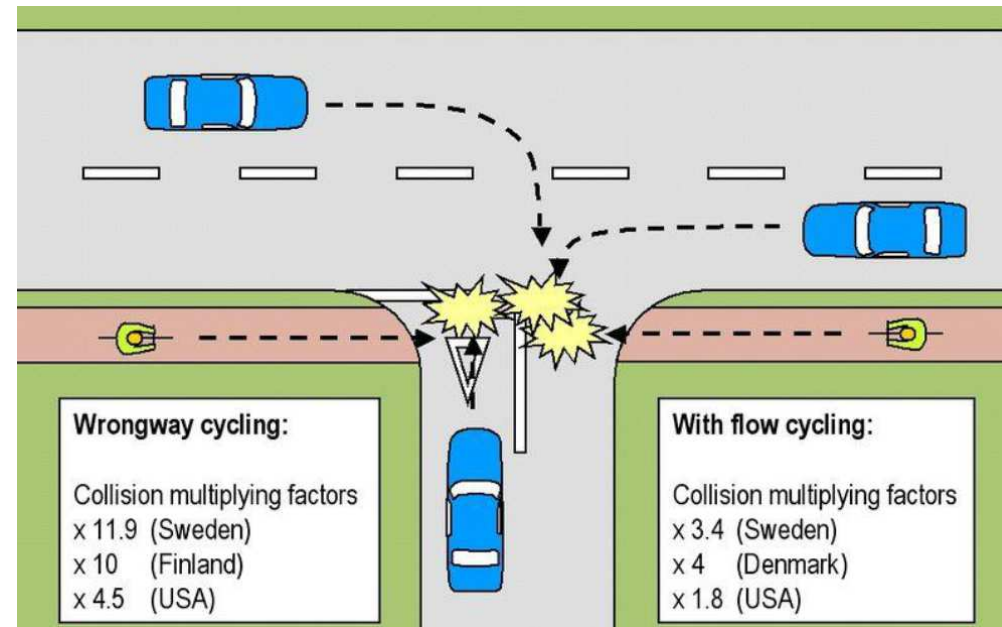 Wrongway cycling:
Collision multiplying factors
x 11.9 (Sweden)
x 10 (Finland)
x 4.5 (USA)
With flow cycling:
Collision multiplying factors
x 3.4 (Sweden)
x 4 (Denmark)
x 1.8 (USA)